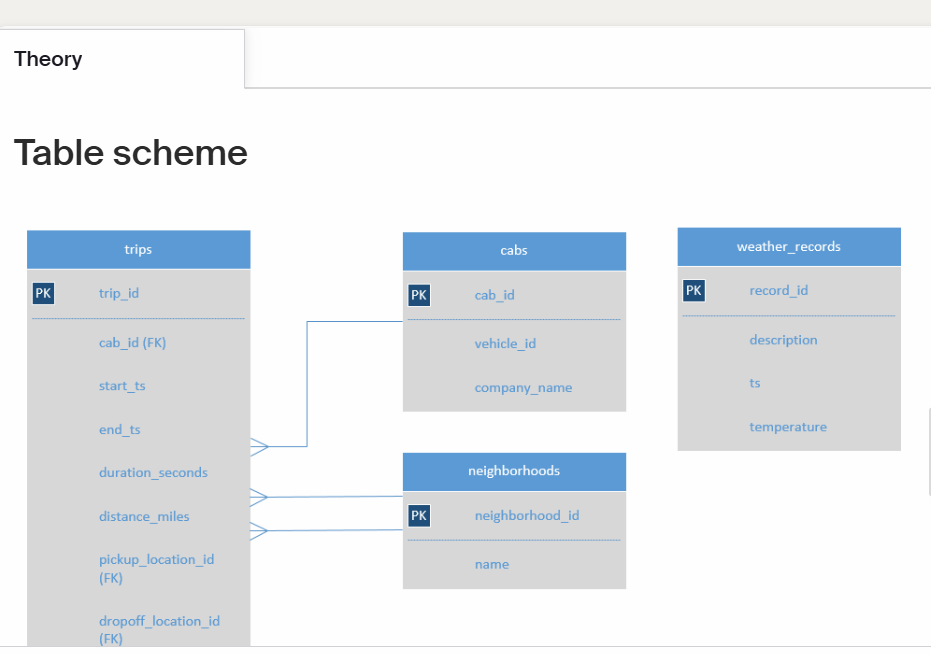 Theory
Table scheme
trips
PK trip_id
cab_id (FK)
start_ts
end_ts
duration_seconds
distance_miles
pickup_location_id
(FK)
dropoff_location_id
(FK)
cabs
PK cab_id
vehicle_id
company_name
neighborhoods
PK neighborhood_id
name
weather_records
PK record_id
description
ts
temperature